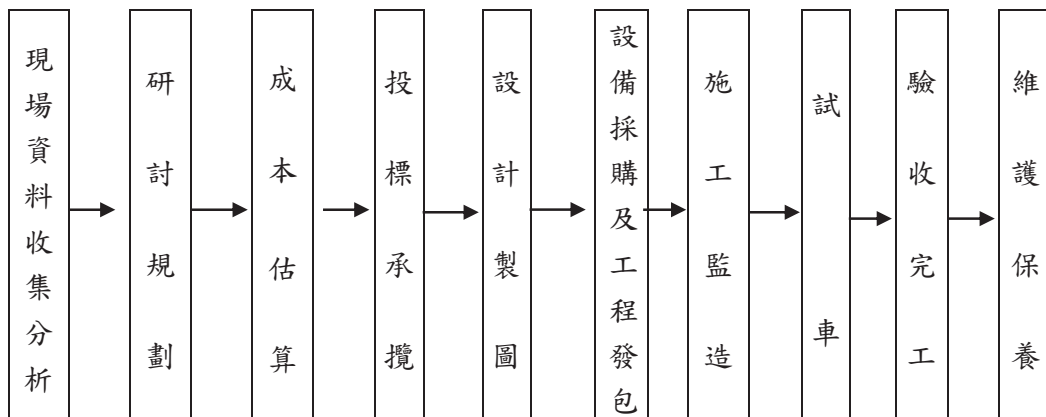 現場資料收集分析
研討規劃
成本估算
投標承攬
設計製圖
設備採購及工程發包
施工監造
試車
驗收完工
維護保養